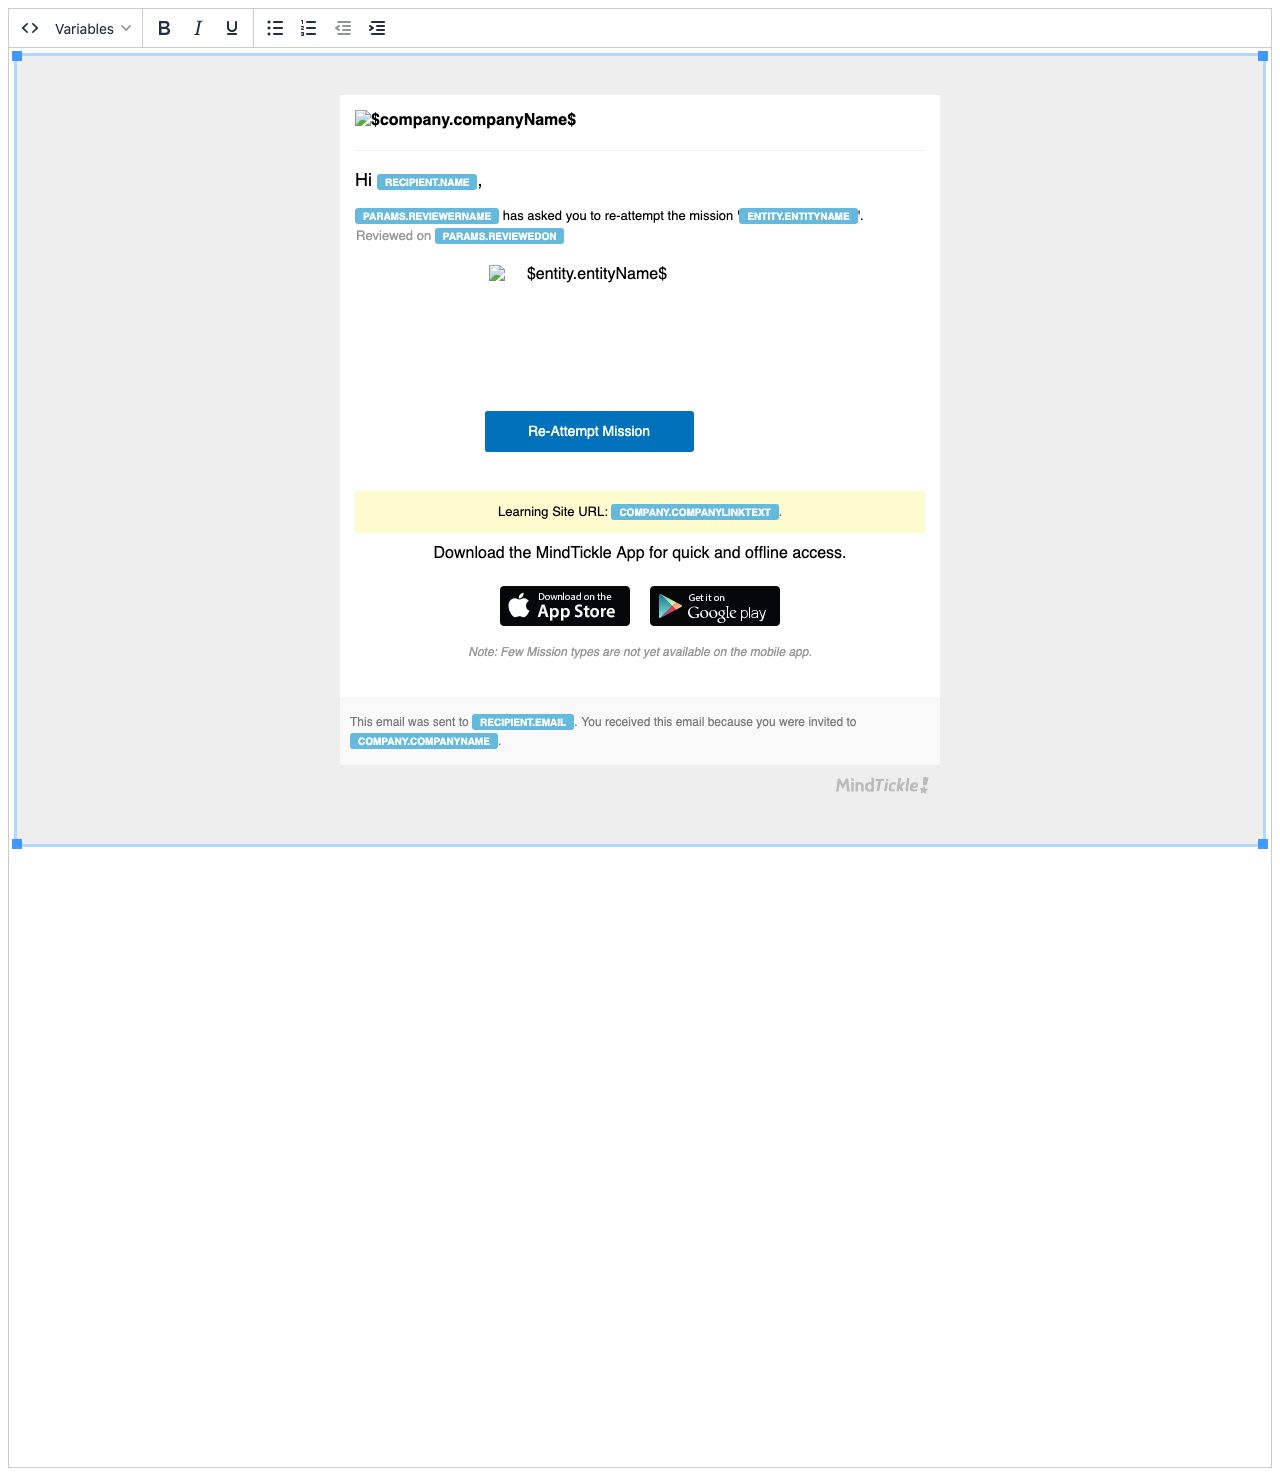 Variables
$company.companyName$
Hi RECIPIENT.NAME,
PARAMS.REVIEWERNAME has asked you to re-attempt the mission 'ENTITY.ENTITYNAME'.
Reviewed on PARAMS.REVIEWEDON
$entity.entityName$
Re-Attempt Mission
Learning Site URL: COMPANY.COMPANYLINKTEXT.
Download the MindTickle App for quick and offline access.
Download on the
App Store
Get it on
Google play
Note: Few Mission types are not yet available on the mobile app.
This email was sent to RECIPIENT.EMAIL. You received this email because you were invited to
COMPANY.COMPANYNAME.
MindTickle!